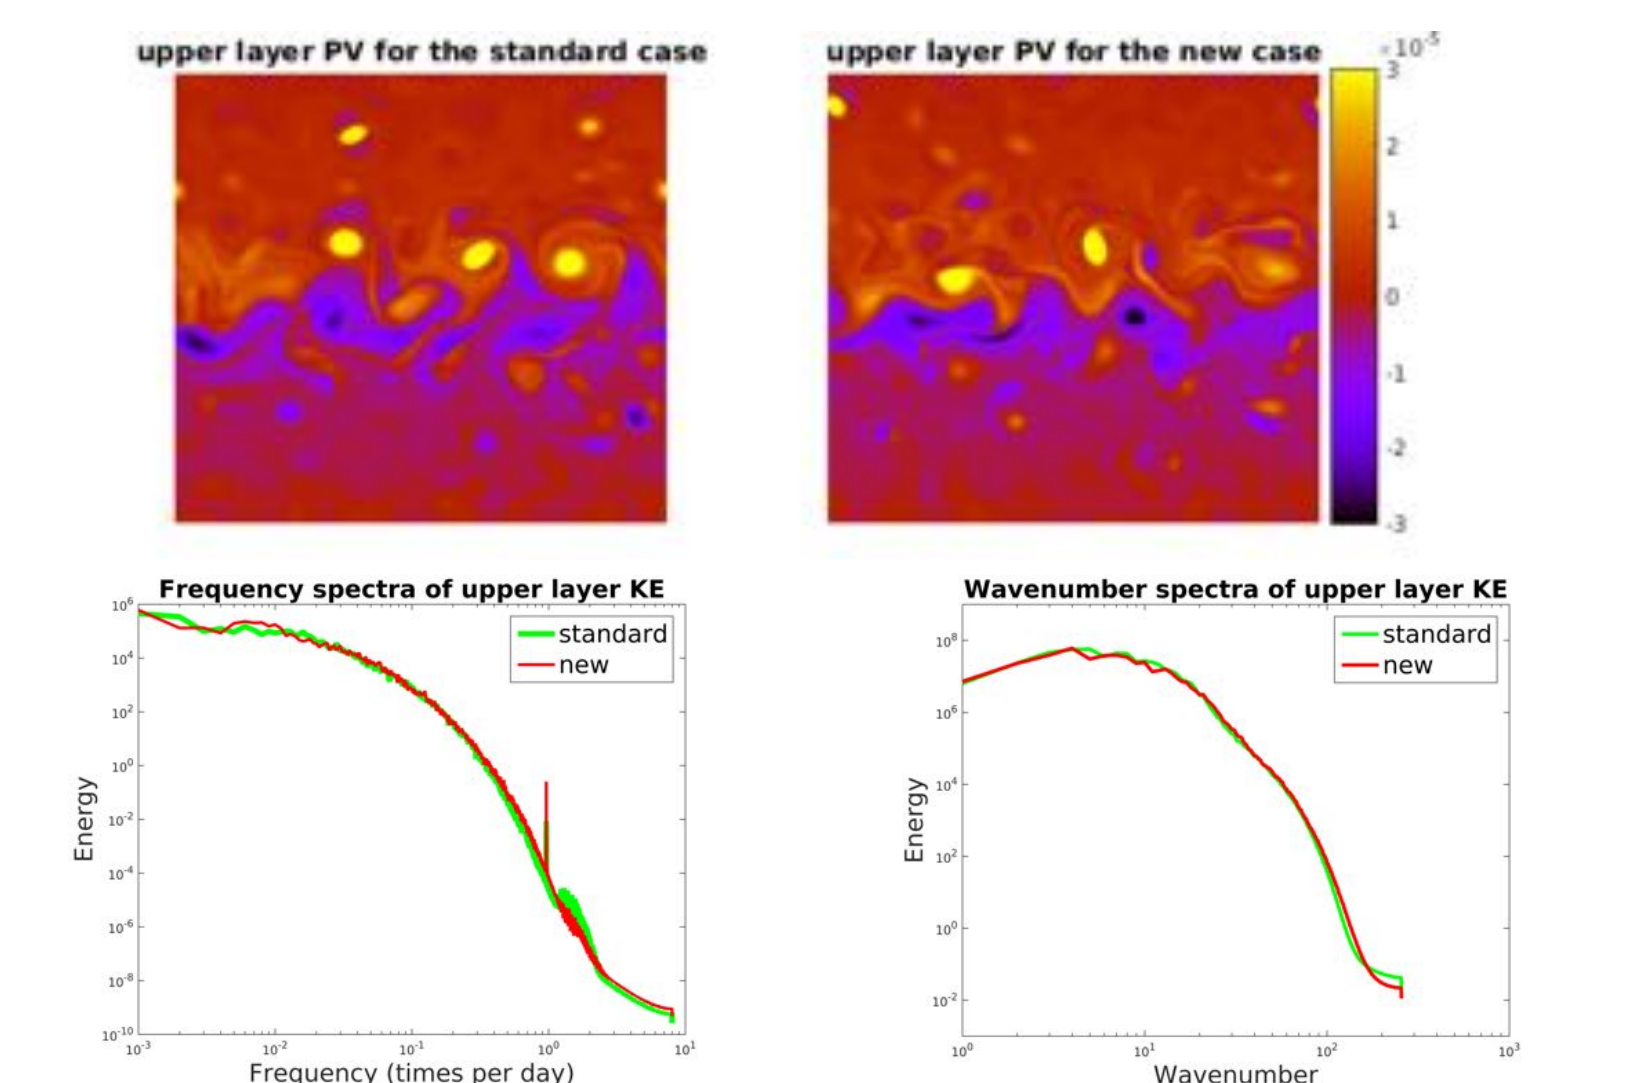 upper layer PV for the standard case
upper layer PV for the new case
×10⁻⁵
3
2
1
0
-1
-2
-3
Frequency spectra of upper layer KE
10⁶
10⁴
10²
10⁰
10⁻²
10⁻⁴
10⁻⁶
10⁻⁸
10⁻¹⁰
Energy
standard
new
10⁻³
10⁻²
10⁻¹
10⁰
10¹
Frequency (times per day)
Wavenumber spectra of upper layer KE
10⁸
10⁶
10⁴
10²
10⁰
10⁻²
Energy
standard
new
10⁰
10¹
10²
10³
Wavenumber